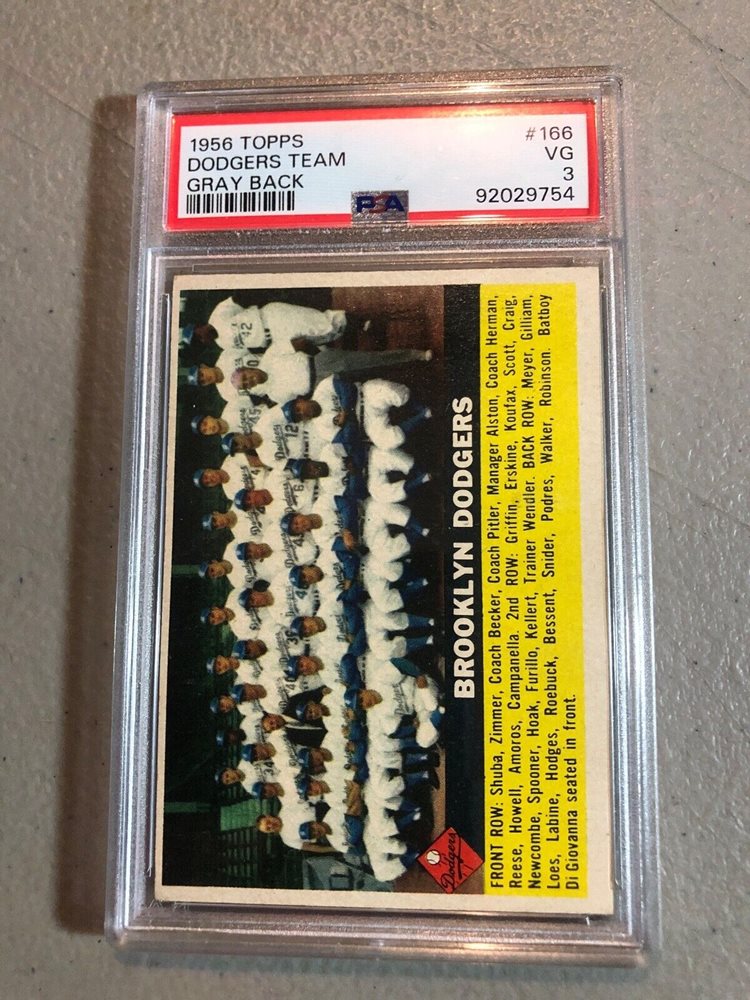 1956 TOPPS #166
DODGERS TEAM VG
GRAY BACK 3
PSA 92029754
BROOKLYN DODGERS
Dodgers
FRONT ROW: Shuba, Zimmer, Coach Becker, Coach Pitler, Manager Alston, Coach Herman,
Reese, Howell, Amoros, Campanella. 2nd ROW: Griffin, Erskine, Koufax, Scott, Craig,
Newcombe, Spooner, Hoak, Furillo, Kellert, Trainer Wendler. BACK ROW: Meyer, Gilliam,
Loes, Labine, Hodges, Roebuck, Bessent, Snider, Podres, Walker, Robinson. Batboy
Di Giovanna seated in front.